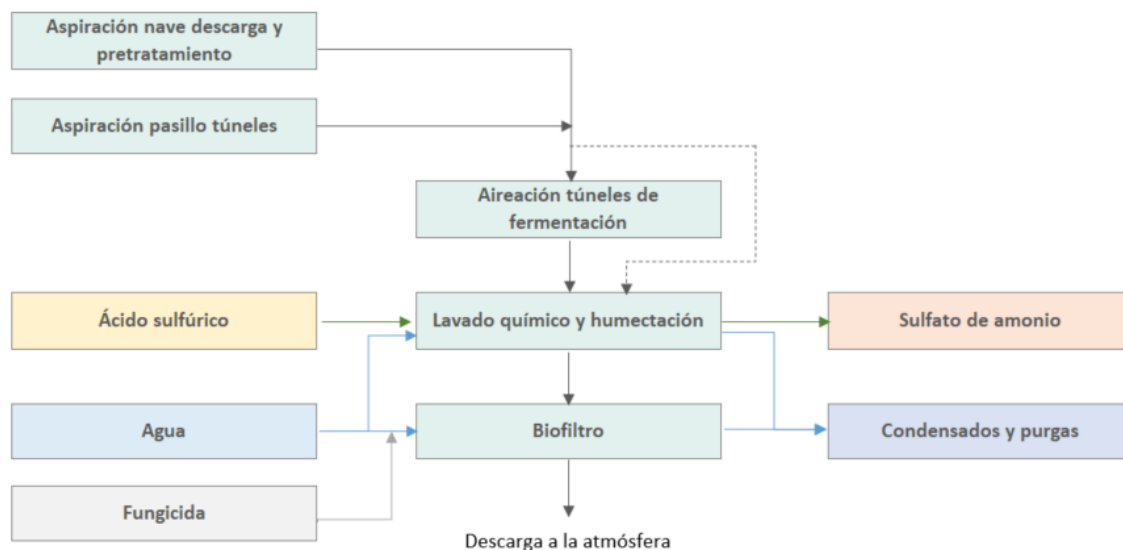 Aspiración nave descarga y
pretratamiento
Aspiración pasillo túneles
Aireación túneles de
fermentación
Ácido sulfúrico
Lavado químico y humectación
Sulfato de amonio
Agua
Biofiltro
Condensados y purgas
Fungicida
Descarga a la atmósfera